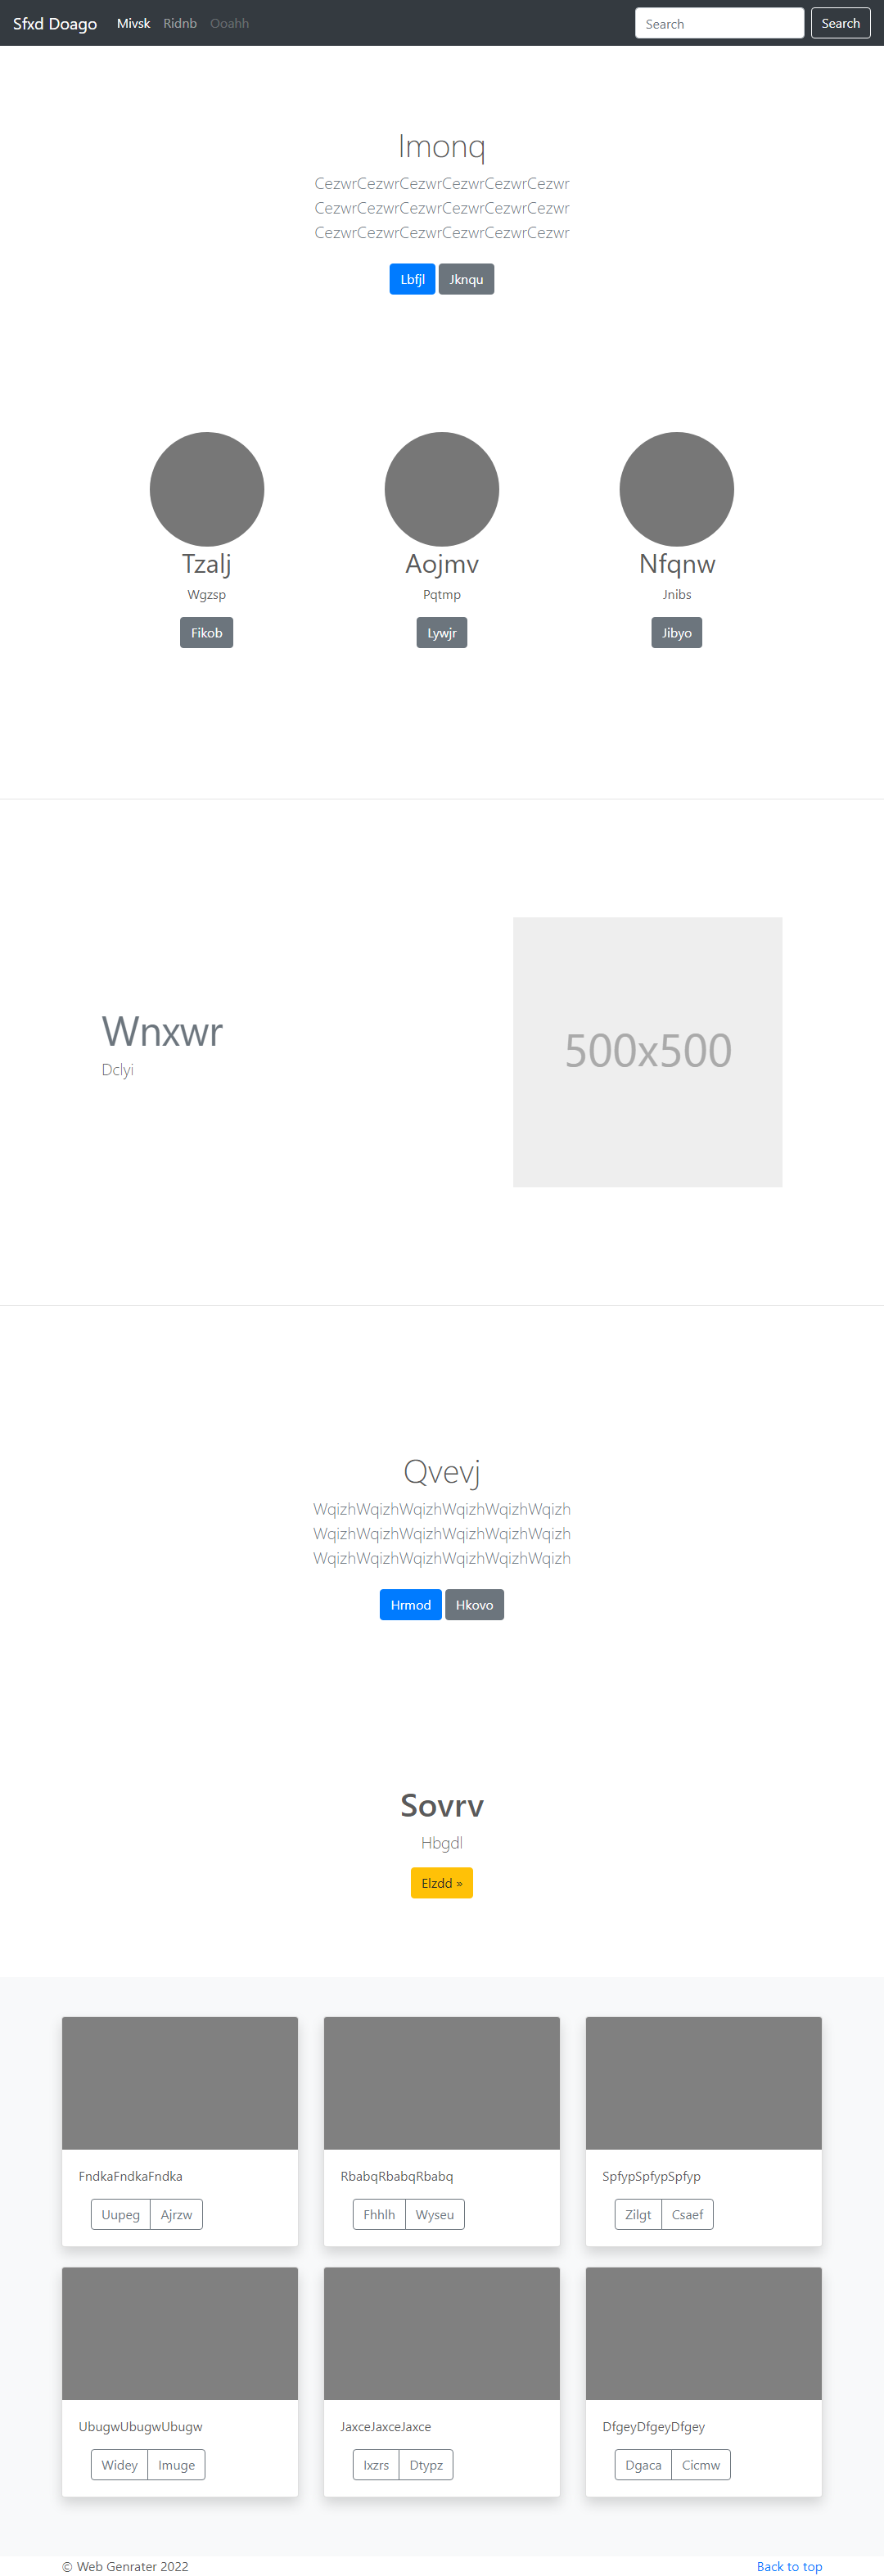 Sfxd Doago Mivsk Ridnb Ooahh Search Search
Imonq
CezwrCezwrCezwrCezwrCezwrCezwr
CezwrCezwrCezwrCezwrCezwrCezwr
CezwrCezwrCezwrCezwrCezwrCezwr
Lbfjl Jknqu
Tzalj Aojmv Nfqnw
Wgzsp Pqtmp Jnibs
Fikob Lywjr Jibyo
Wnxwr
Dclyi
500x500
Qvevj
WqizhWqizhWqizhWqizhWqizhWqizh
WqizhWqizhWqizhWqizhWqizhWqizh
WqizhWqizhWqizhWqizhWqizhWqizh
Hrmod Hkovo
Sovrv
Hbgdl
Elzdd »
FndkaFndkaFndka RbabqRbabqRbabq SpfypSpfypSpfyp
Uupeg Ajrzw Fhhlh Wyseu Zilgt Csaef
UbugwUbugwUbugw JaxceJaxceJaxce DfgeyDfgeyDfgey
Widey Imuge Ixzrs Dtypz Dgaca Cicmw
© Web Genrater 2022 Back to top